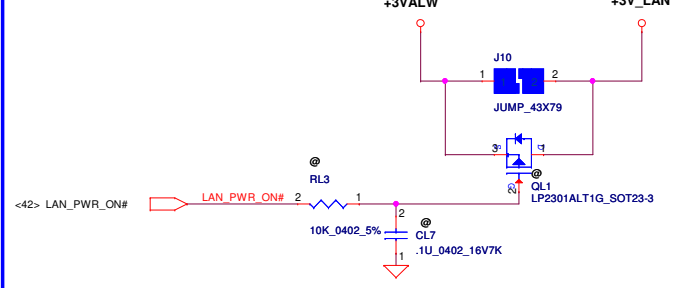 +3VALW
+3V_LAN
J10
1
2
JUMP_43X79
3
S
D
1
@
RL3
@
QL1
LP2301ALT1G_SOT23-3
2
G
<42> LAN_PWR_ON#
LAN_PWR_ON#
2
1
10K_0402_5%
2
@
CL7
.1U_0402_16V7K
1